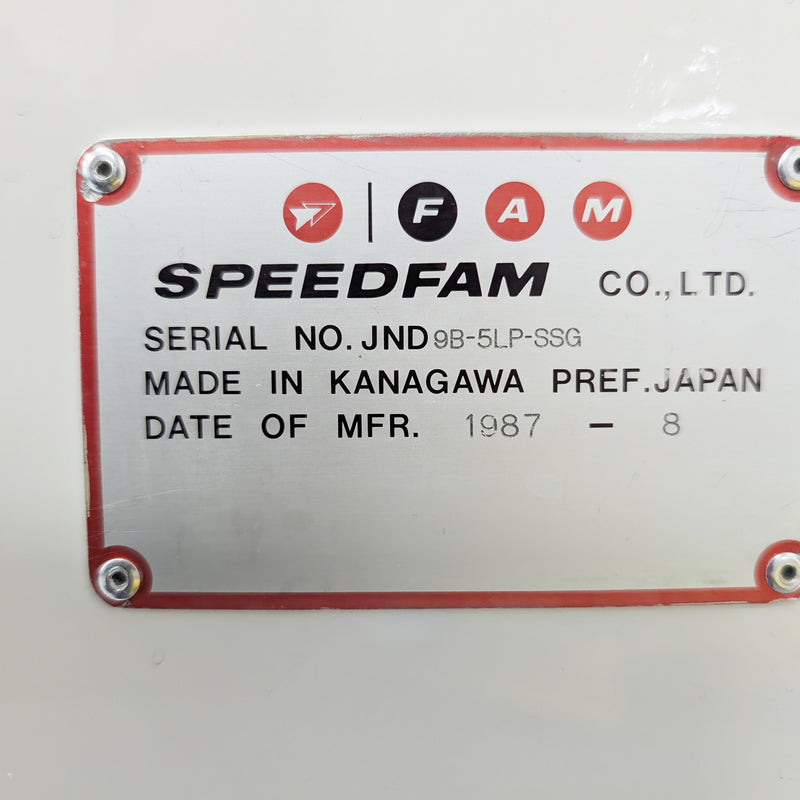 F A M
SPEEDFAM CO., LTD.
SERIAL NO. JND 9B-5LP-SSG
MADE IN KANAGAWA PREF. JAPAN
DATE OF MFR. 1987 - 8